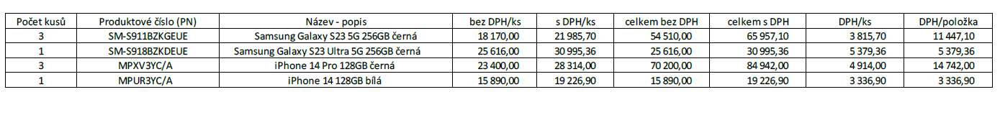 Počet kusů Produktové číslo (PN) Název - popis bez DPH/ks s DPH/ks celkem bez DPH celkem s DPH DPH/ks DPH/položka
3 SM-S911BZKGEUE Samsung Galaxy S23 5G 256GB černá 18 170,00 21 985,70 54 510,00 65 957,10 3 815,70 11 447,10
1 SM-S918BZKDEUE Samsung Galaxy S23 Ultra 5G 256GB černá 25 616,00 30 995,36 25 616,00 30 995,36 5 379,36 5 379,36
3 MPXV3YC/A iPhone 14 Pro 128GB černá 23 400,00 28 314,00 70 200,00 84 942,00 4 914,00 14 742,00
1 MPUR3YC/A iPhone 14 128GB bílá 15 890,00 19 226,90 15 890,00 19 226,90 3 336,90 3 336,90